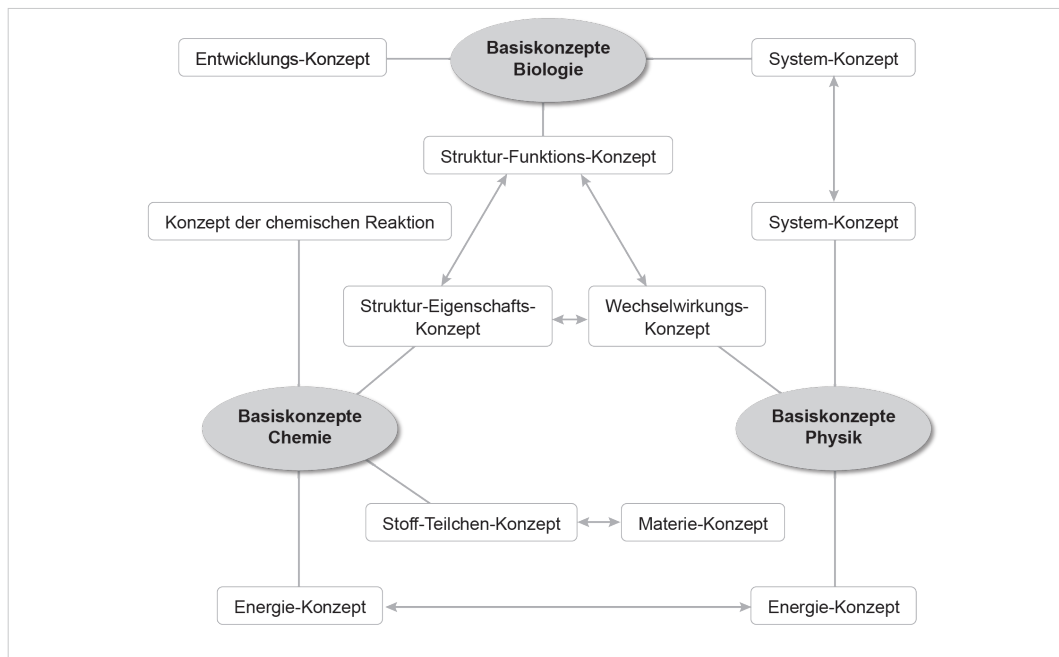 Basiskonzepte
Biologie
Entwicklungs-Konzept
System-Konzept
Struktur-Funktions-Konzept
Konzept der chemischen Reaktion
System-Konzept
Struktur-Eigenschafts-
Konzept
Wechselwirkungs-
Konzept
Basiskonzepte
Chemie
Basiskonzepte
Physik
Stoff-Teilchen-Konzept
Materie-Konzept
Energie-Konzept
Energie-Konzept